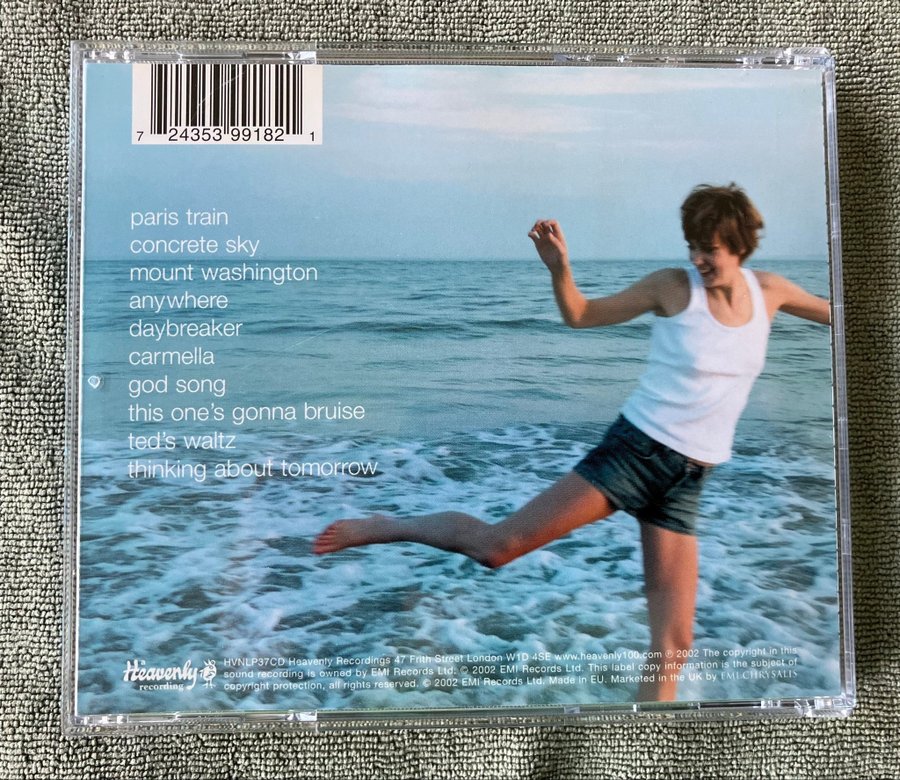 7 24353 99182 1
paris train
concrete sky
mount washington
anywhere
daybreaker
carmella
god song
this one's gonna bruise
ted's waltz
thinking about tomorrow
Heavenly
recording
HVNLP37CD Heavenly Recordings 47 Frith Street London W1D 4SE www.heavenly100.com ℗ 2002 The copyright in this
sound recording is owned by EMI Records Ltd. © 2002 EMI Records Ltd. This label copy information is the subject of
copyright protection, all rights reserved. © 2002 EMI Records Ltd. Made in EU. Marketed in the UK by EMI:CHRYSALIS